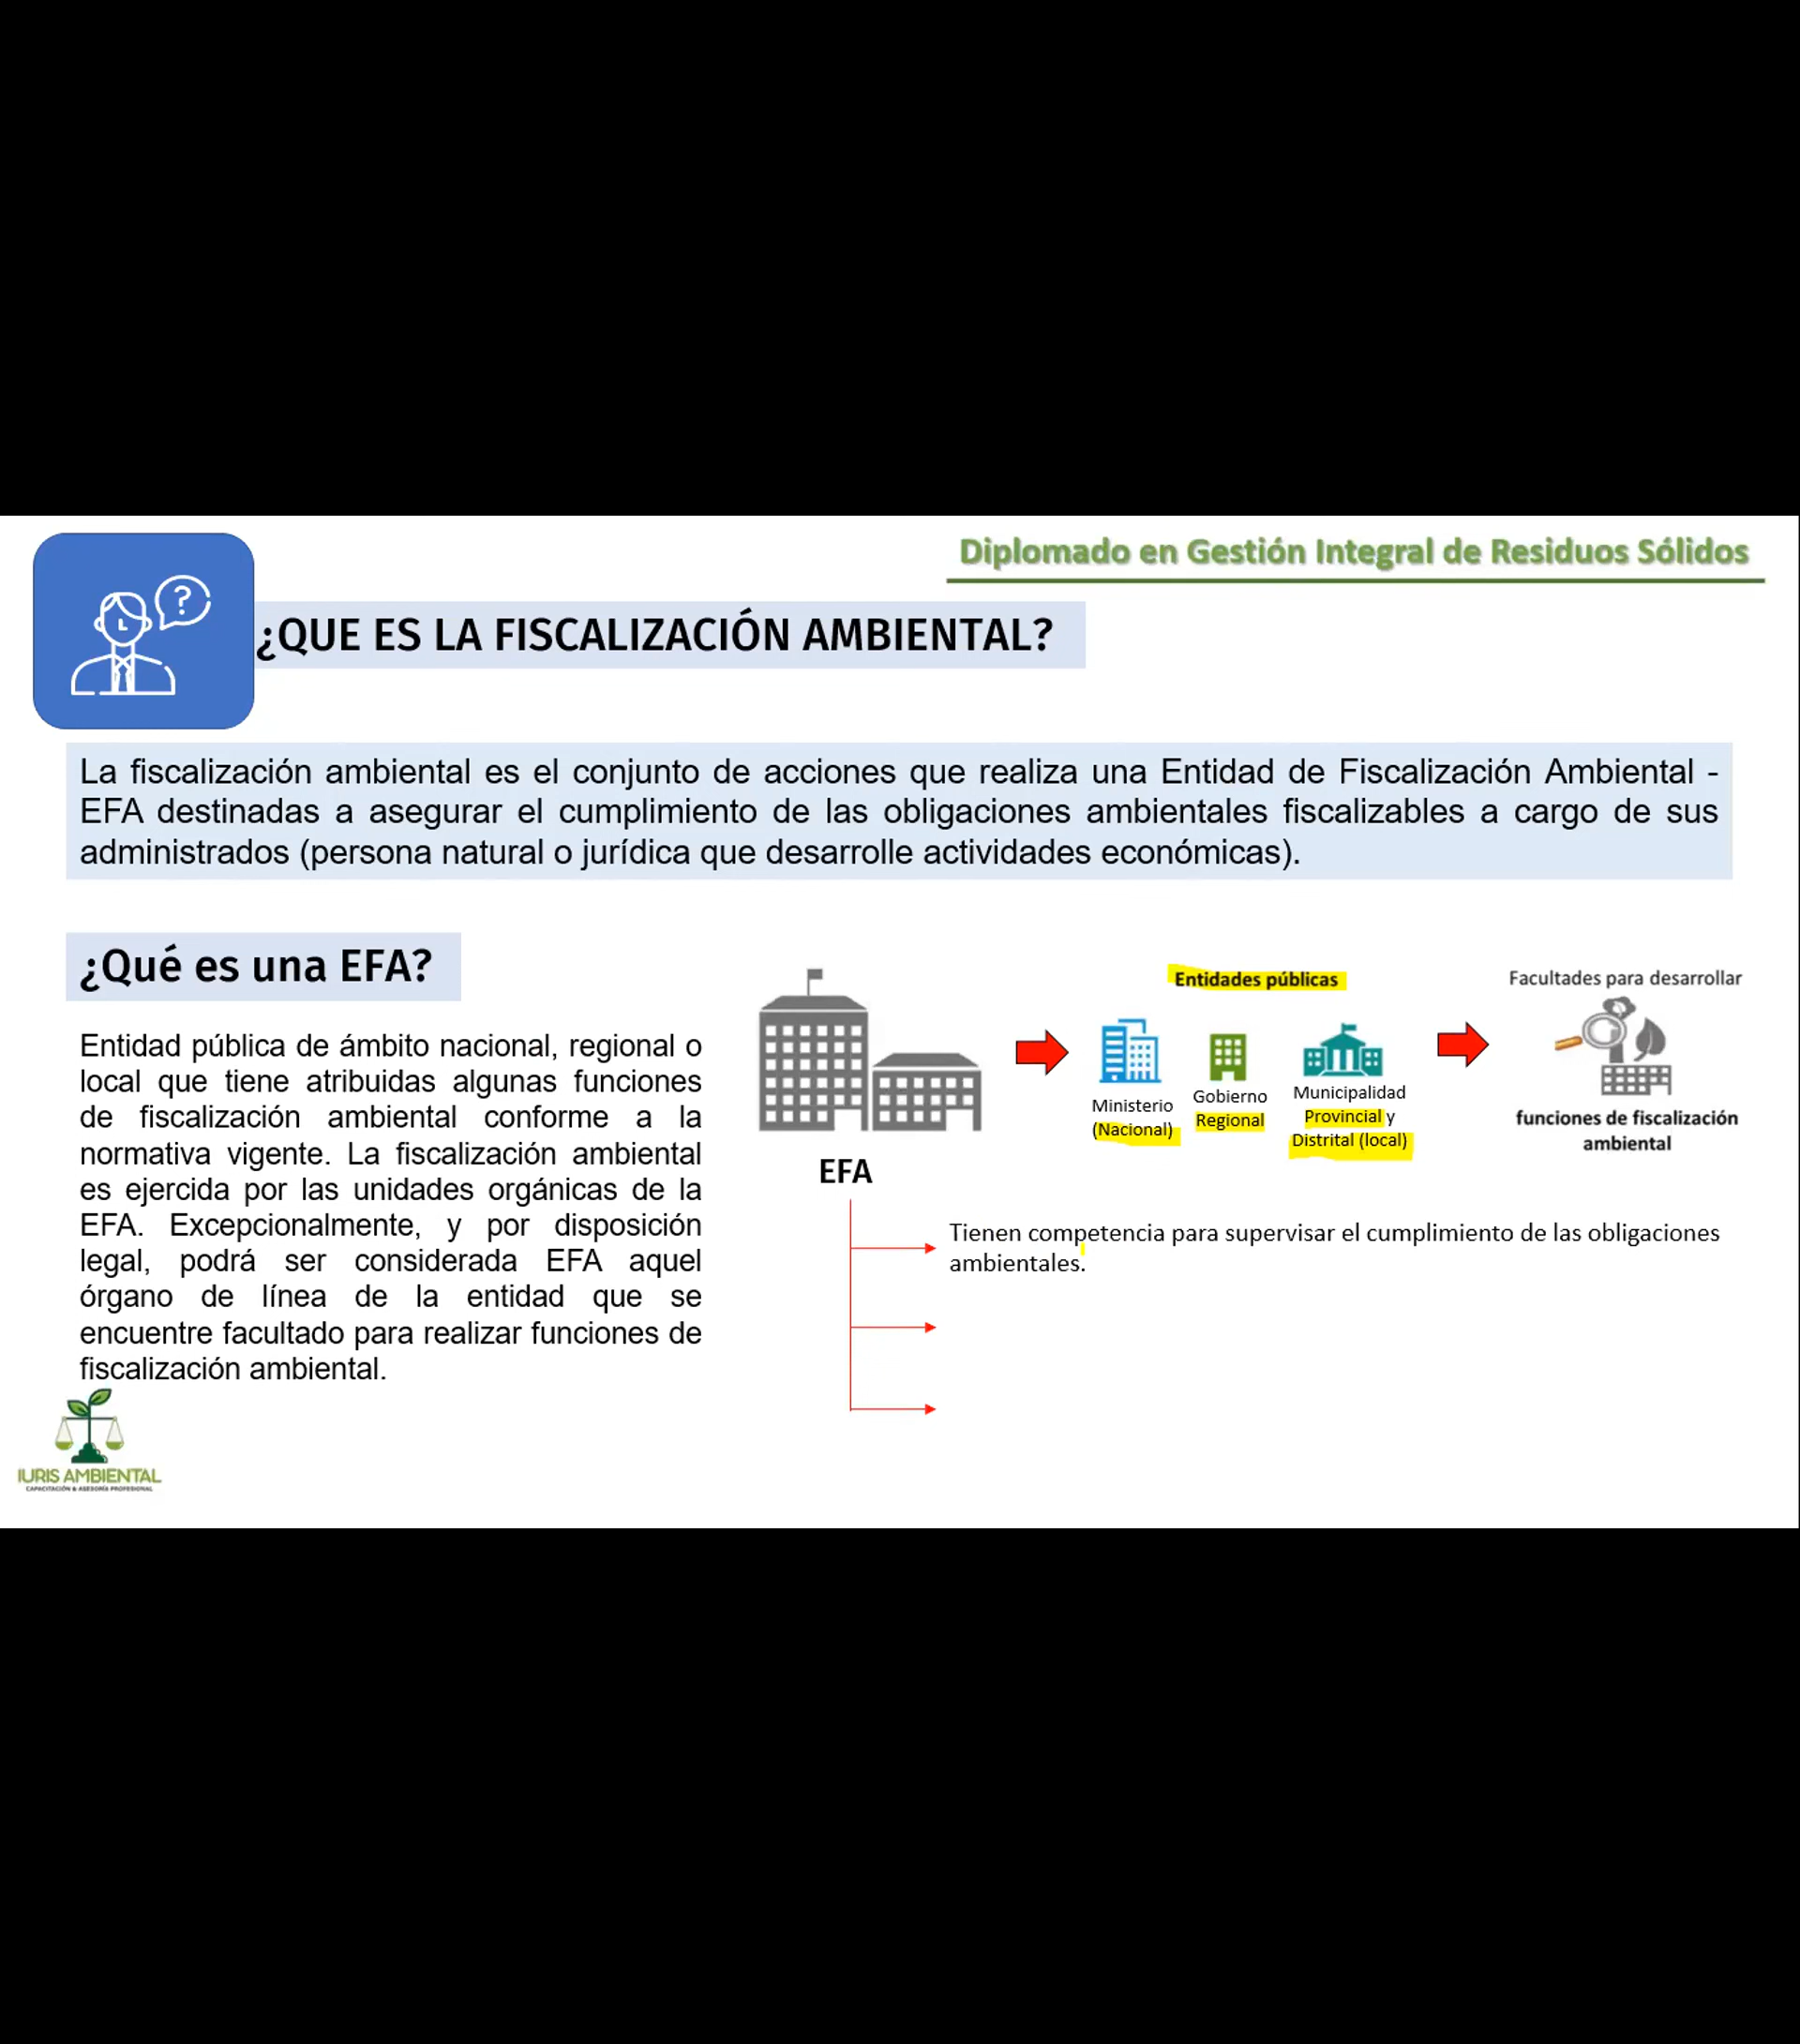 Diplomado en Gestión Integral de Residuos Sólidos
?
¿QUE ES LA FISCALIZACIÓN AMBIENTAL?
La fiscalización ambiental es el conjunto de acciones que realiza una Entidad de Fiscalización Ambiental -
EFA destinadas a asegurar el cumplimiento de las obligaciones ambientales fiscalizables a cargo de sus
administrados (persona natural o jurídica que desarrolle actividades económicas).
¿Qué es una EFA?
Entidad pública de ámbito nacional, regional o
local que tiene atribuidas algunas funciones
de fiscalización ambiental conforme a la
normativa vigente. La fiscalización ambiental
es ejercida por las unidades orgánicas de la
EFA. Excepcionalmente, y por disposición
legal, podrá ser considerada EFA aquel
órgano de línea de la entidad que se
encuentre facultado para realizar funciones de
fiscalización ambiental.
EFA
Entidades públicas
Ministerio
(Nacional)
Gobierno
Regional
Municipalidad
Provincial y
Distrital (local)
Facultades para desarrollar
funciones de fiscalización
ambiental
Tienen competencia para supervisar el cumplimiento de las obligaciones
ambientales.
IURIS AMBIENTAL
CAPACITACIÓN & ASESORÍA PROFESIONAL